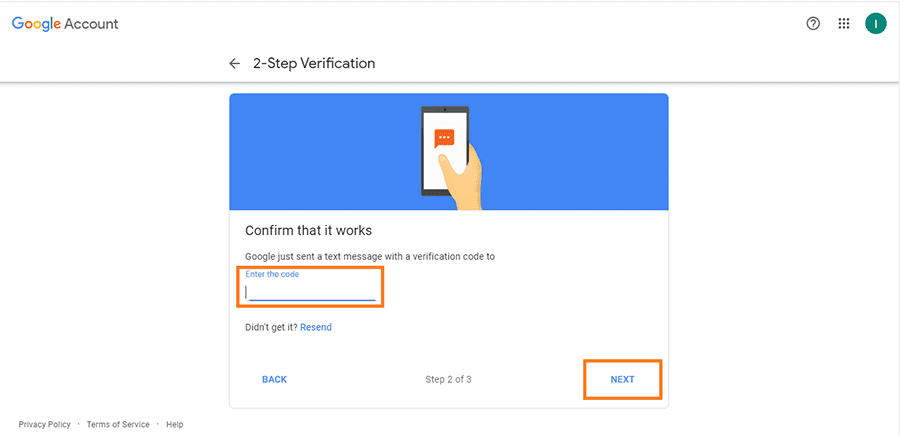 Google Account
I
2-Step Verification
Confirm that it works
Google just sent a text message with a verification code to
Enter the code
Didn't get it? Resend
BACK Step 2 of 3 NEXT
Privacy Policy · Terms of Service · Help